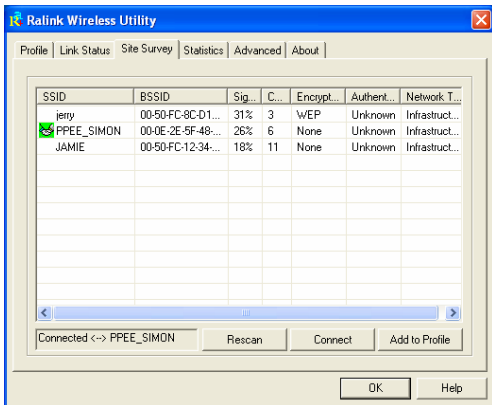 Ralink Wireless Utility
Profile Link Status Site Survey Statistics Advanced About
SSID BSSID Sig... C... Encrypt... Authent... Network T...
jerry 00-50-FC-8C-D1... 31% 3 WEP Unknown Infrastruct...
PPEE_SIMON 00-0E-2E-5F-48-... 26% 6 None Unknown Infrastruct...
JAMIE 00-50-FC-12-34-... 18% 11 None Unknown Infrastruct...
Connected <--> PPEE_SIMON Rescan Connect Add to Profile
OK Help